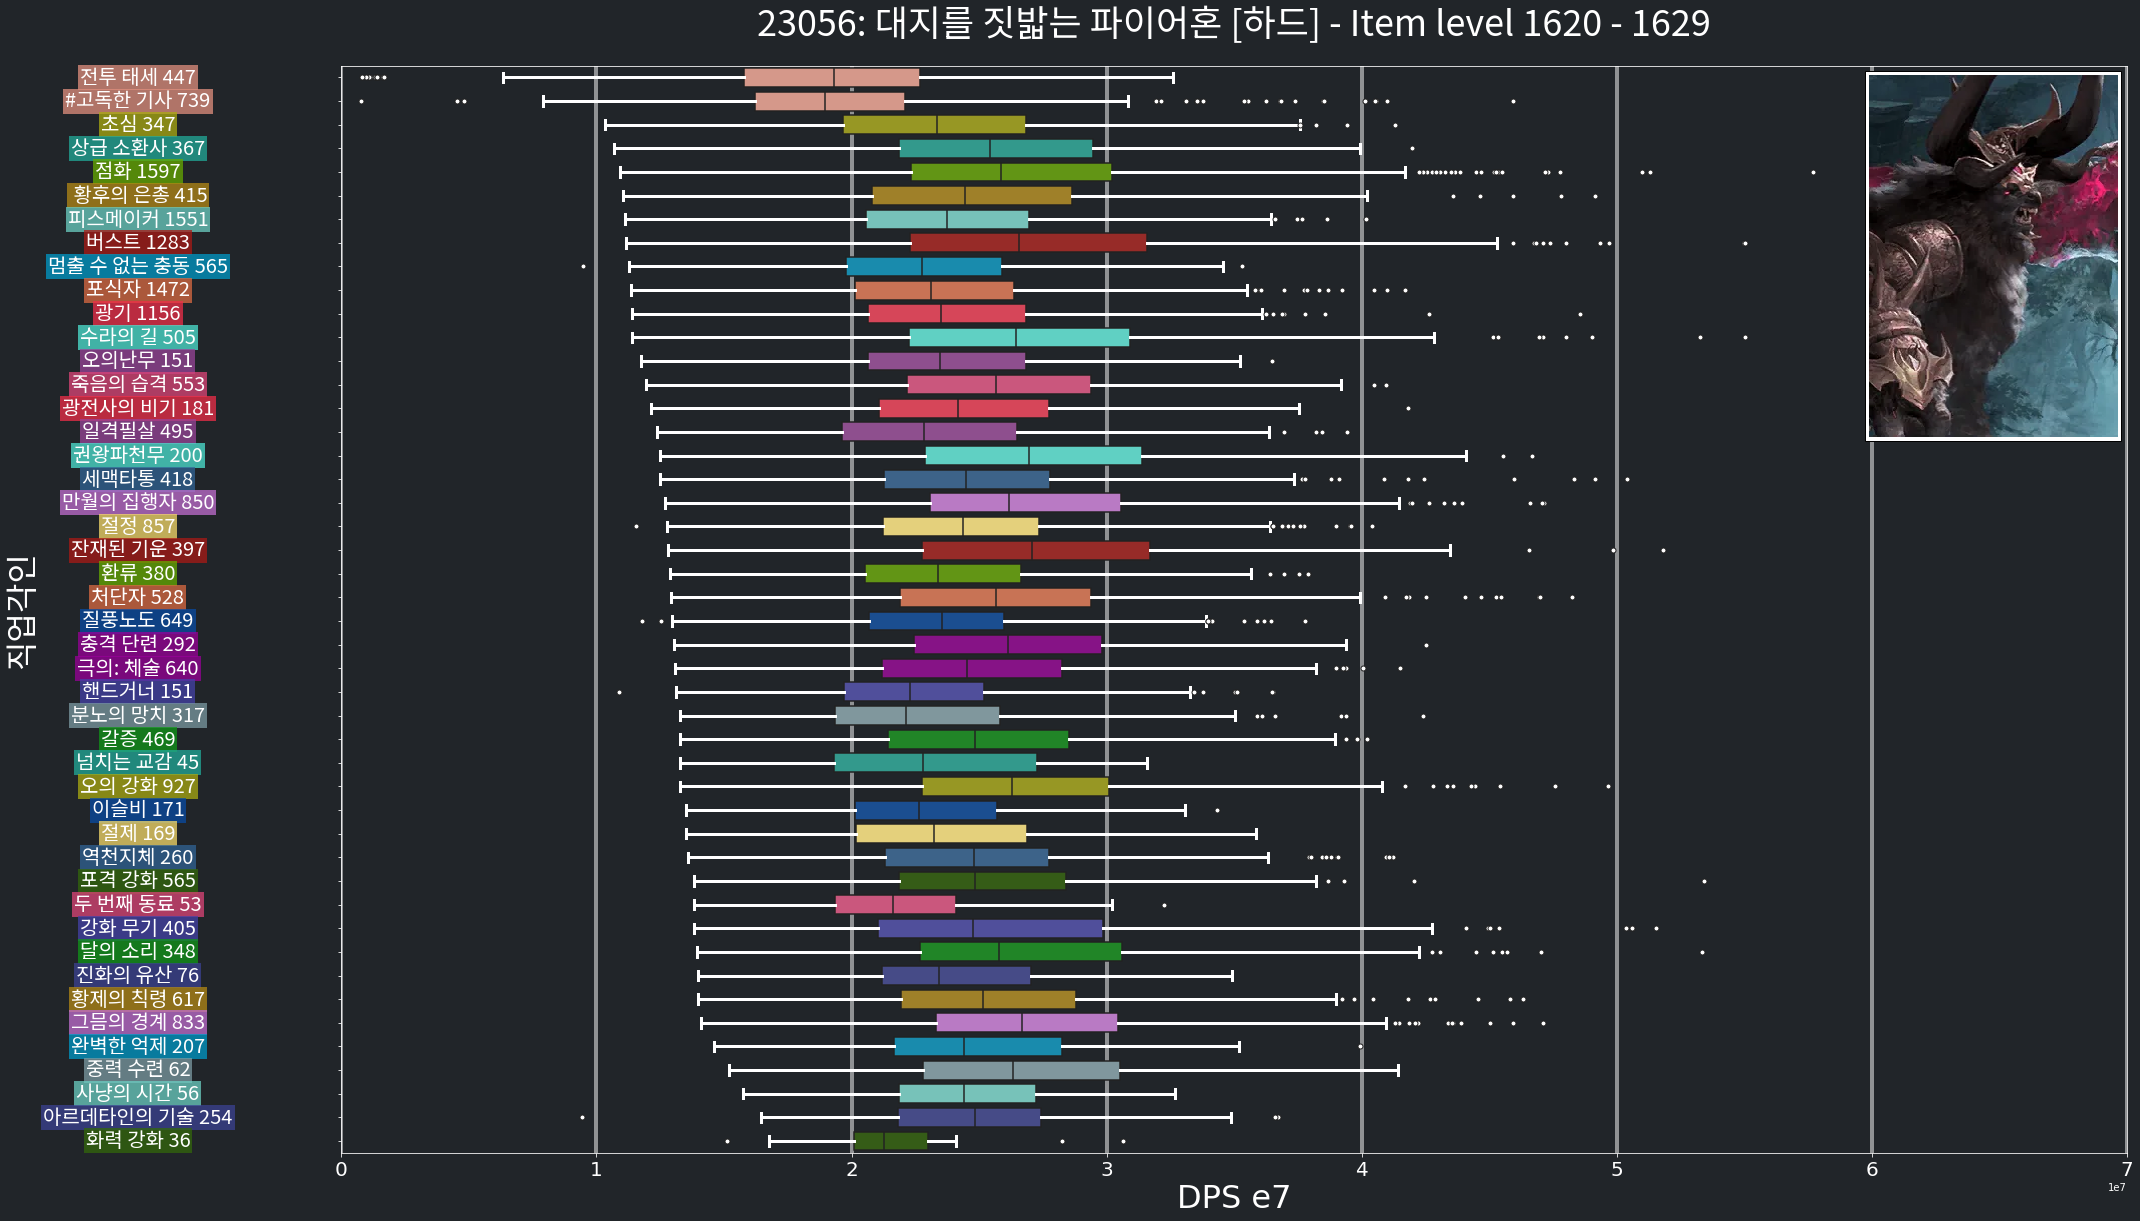 23056: 대지를 짓밟는 파이어혼 [하드] - Item level 1620 - 1629
직업각인
전투 태세 447
#고독한 기사 739
초심 347
상급 소환사 367
점화 1597
황후의 은총 415
피스메이커 1551
버스트 1283
멈출 수 없는 충동 565
포식자 1472
광기 1156
수라의 길 505
오의난무 151
죽음의 습격 553
광전사의 비기 181
일격필살 495
권왕파천무 200
세맥타통 418
만월의 집행자 850
절정 857
잔재된 기운 397
환류 380
처단자 528
질풍노도 649
충격 단련 292
극의: 체술 640
핸드거너 151
분노의 망치 317
갈증 469
넘치는 교감 45
오의 강화 927
이슬비 171
절제 169
역천지체 260
포격 강화 565
두 번째 동료 53
강화 무기 405
달의 소리 348
진화의 유산 76
황제의 칙령 617
그믐의 경계 833
완벽한 억제 207
중력 수련 62
사냥의 시간 56
아르데타인의 기술 254
화력 강화 36
0 1 2 3 4 5 6 7
1e7
DPS e7